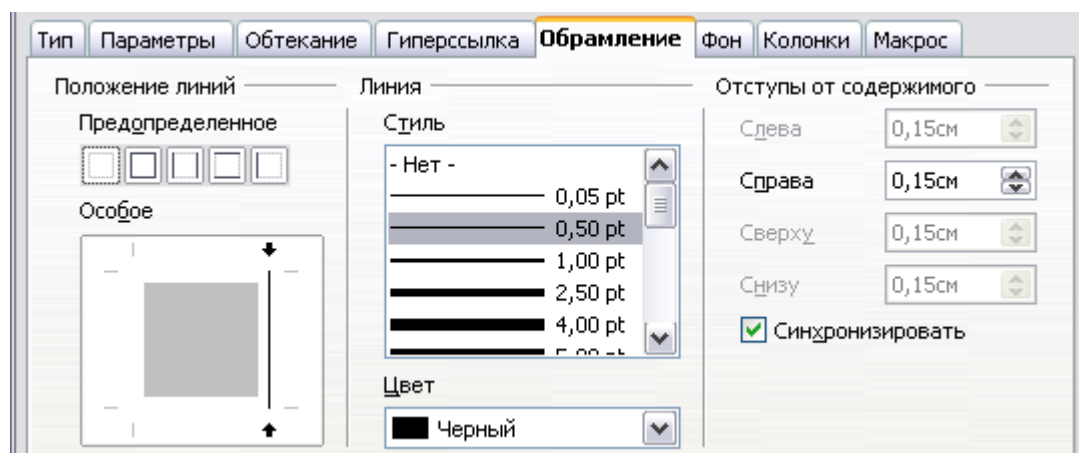 Тип Параметры Обтекание Гиперссылка Обрамление Фон Колонки Макрос
Положение линий
Предопределенное
Особое
Линия
Стиль
- Нет -
0,05 pt
0,50 pt
1,00 pt
2,50 pt
4,00 pt
Цвет
Черный
Отступы от содержимого
Слева 0,15см
Справа 0,15см
Сверху 0,15см
Снизу 0,15см
Синхронизировать